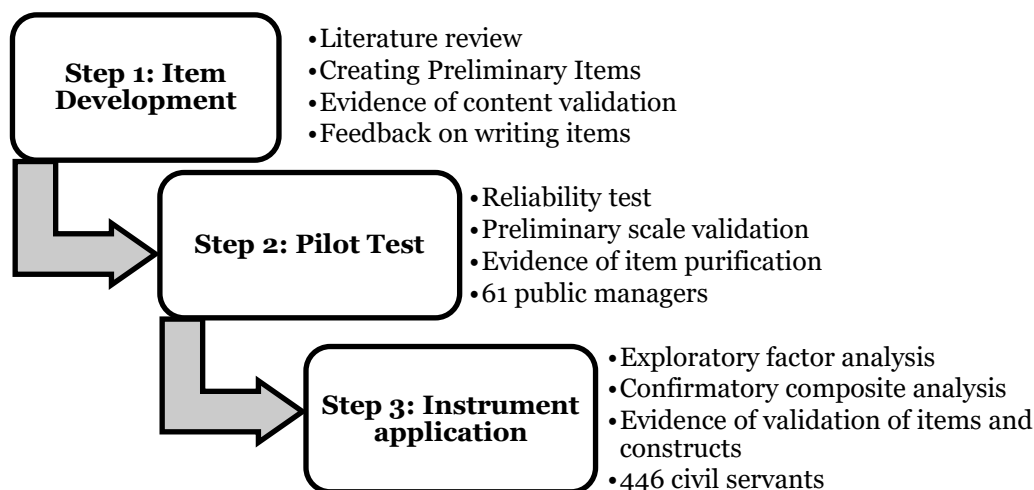 Step 1: Item
Development
•Literature review
•Creating Preliminary Items
•Evidence of content validation
•Feedback on writing items
Step 2: Pilot Test
•Reliability test
•Preliminary scale validation
•Evidence of item purification
•61 public managers
Step 3: Instrument
application
•Exploratory factor analysis
•Confirmatory composite analysis
•Evidence of validation of items and
constructs
•446 civil servants